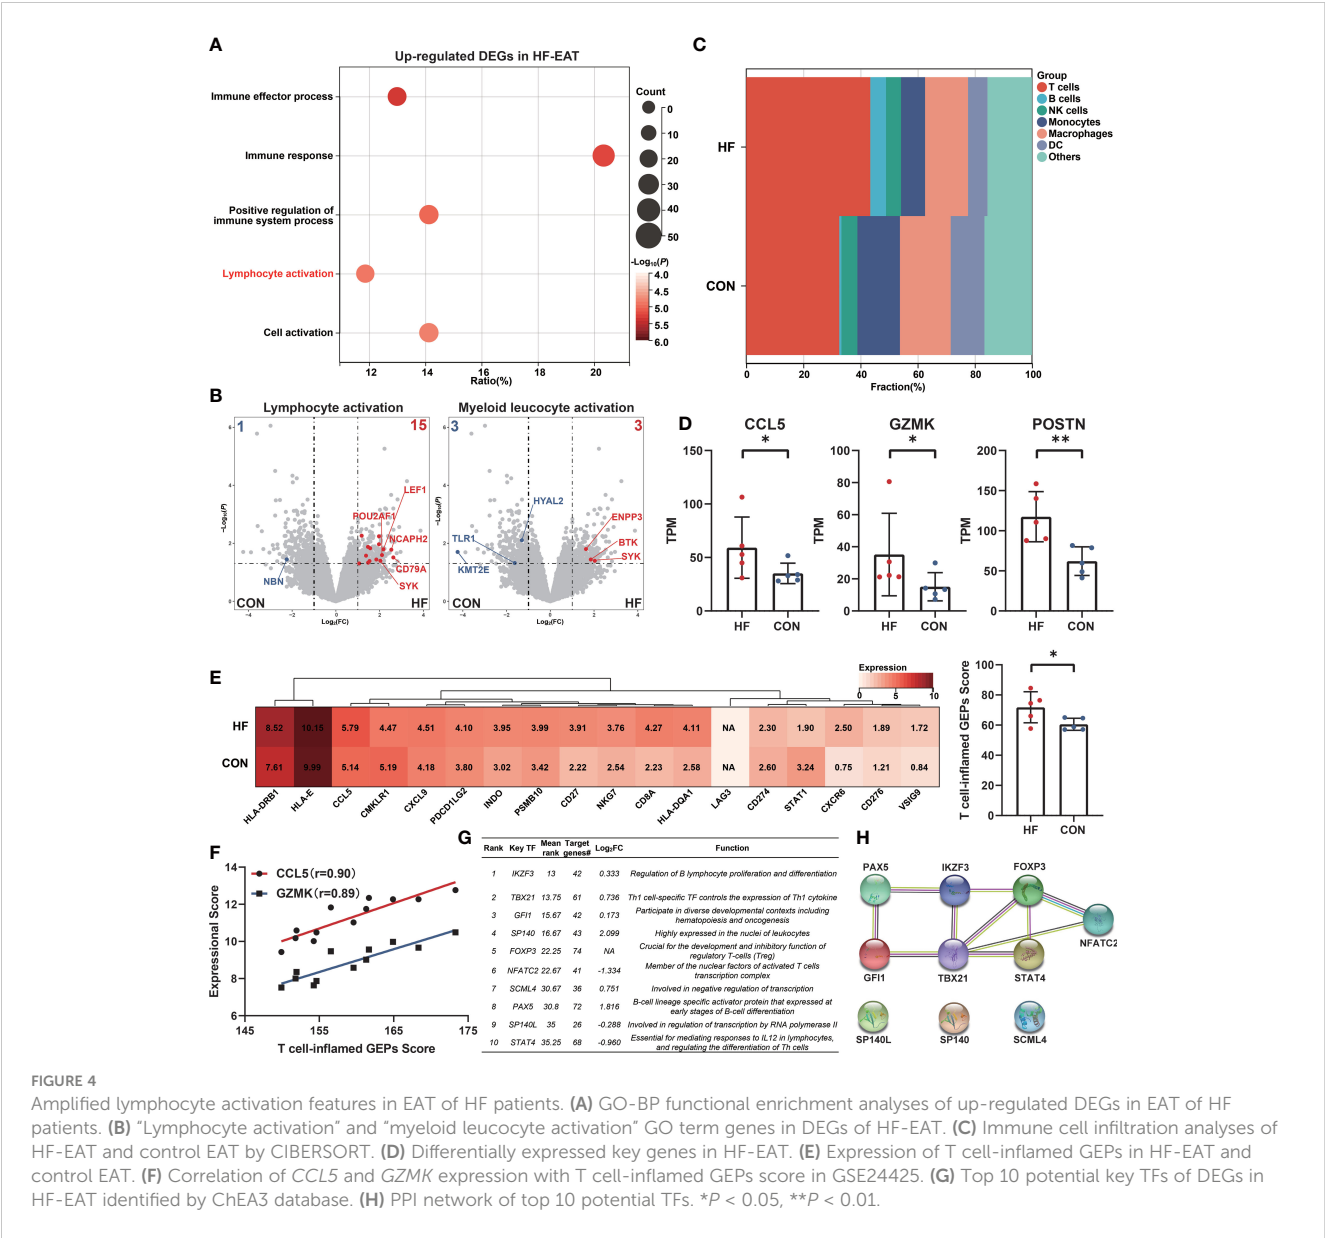 A
Up-regulated DEGs in HF-EAT
Immune effector process
Immune response
Positive regulation of
immune system process
Lymphocyte activation
Cell activation
12 14 16 18 20
Ratio(%)
Count
0
10
20
30
40
50
-Log10(P)
4.0
4.5
5.0
5.5
6.0
C
HF
CON
0 20 40 60 80 100
Fraction(%)
Group
T cells
B cells
NK cells
Monocytes
Macrophages
DC
Others
B
Lymphocyte activation
1 15
LEF1
POU2AF1
NCAPH2
CD79A
SYK
NBN
CON HF
-Log10(P)
0 2 4 6
-4 -2 0 2 4
Log2(FC)
Myeloid leucocyte activation
3 3
HYAL2
ENPP3
TLR1
BTK
SYK
KMT2E
CON HF
-Log10(P)
0 2 4 6
-4 -2 0 2 4
Log2(FC)
D
CCL5
*
TPM
150
100
50
0
HF CON
GZMK
*
TPM
100
80
60
40
20
0
HF CON
POSTN
**
TPM
200
150
100
50
0
HF CON
E
Expression
0 5 10
HF 8.52 10.15 5.79 4.47 4.51 4.10 3.95 3.99 3.91 3.76 4.27 4.11 NA 2.30 1.90 2.50 1.89 1.72
CON 7.61 9.99 5.14 5.19 4.18 3.80 3.02 3.42 2.22 2.54 2.23 2.58 NA 2.60 3.24 0.75 1.21 0.84
HLA-DRB1 HLA-E CCL5 CMKLR1 CXCL9 PDCD1LG2 INDO PSMB10 CD27 NKG7 CD8A HLA-DQA1 LAG3 CD274 STAT1 CXCR6 CD276 VSIG9
*
T cell-inflamed GEPs Score
100
80
60
40
20
0
HF CON
F
CCL5(r=0.90)
GZMK(r=0.89)
Expressional Score
14
12
10
8
6
145 155 165 175
T cell-inflamed GEPs Score
G
Rank Key TF Mean rank Target genes# Log2FC Function
1 IKZF3 13 42 0.333 Regulation of B lymphocyte proliferation and differentiation
2 TBX21 13.75 61 0.736 Th1 cell-specific TF controls the expression of Th1 cytokine
3 GFI1 15.67 42 0.173 Participate in diverse developmental contexts including
hematopoiesis and oncogenesis
4 SP140 16.67 43 2.099 Highly expressed in the nuclei of leukocytes
5 FOXP3 22.25 74 NA Crucial for the development and inhibitory function of
regulatory T-cells (Treg)
6 NFATC2 22.67 41 -1.334 Member of the nuclear factors of activated T cells
transcription complex
7 SCML4 30.67 36 0.751 Involved in negative regulation of transcription
8 PAX5 30.8 72 1.816 B-cell lineage specific activator protein that expressed at
early stages of B-cell differentiation
9 SP140L 35 26 -0.288 Involved in regulation of transcription by RNA polymerase II
10 STAT4 35.25 68 -0.960 Essential for mediating responses to IL12 in lymphocytes,
and regulating the differentiation of Th cells
H
PAX5 IKZF3 FOXP3
NFATC2
GFI1 TBX21 STAT4
SP140L SP140 SCML4
FIGURE 4
Amplified lymphocyte activation features in EAT of HF patients. (A) GO-BP functional enrichment analyses of up-regulated DEGs in EAT of HF
patients. (B) "Lymphocyte activation" and "myeloid leucocyte activation" GO term genes in DEGs of HF-EAT. (C) Immune cell infiltration analyses of
HF-EAT and control EAT by CIBERSORT. (D) Differentially expressed key genes in HF-EAT. (E) Expression of T cell-inflamed GEPs in HF-EAT and
control EAT. (F) Correlation of CCL5 and GZMK expression with T cell-inflamed GEPs score in GSE24425. (G) Top 10 potential key TFs of DEGs in
HF-EAT identified by ChEA3 database. (H) PPI network of top 10 potential TFs. *P < 0.05, **P < 0.01.